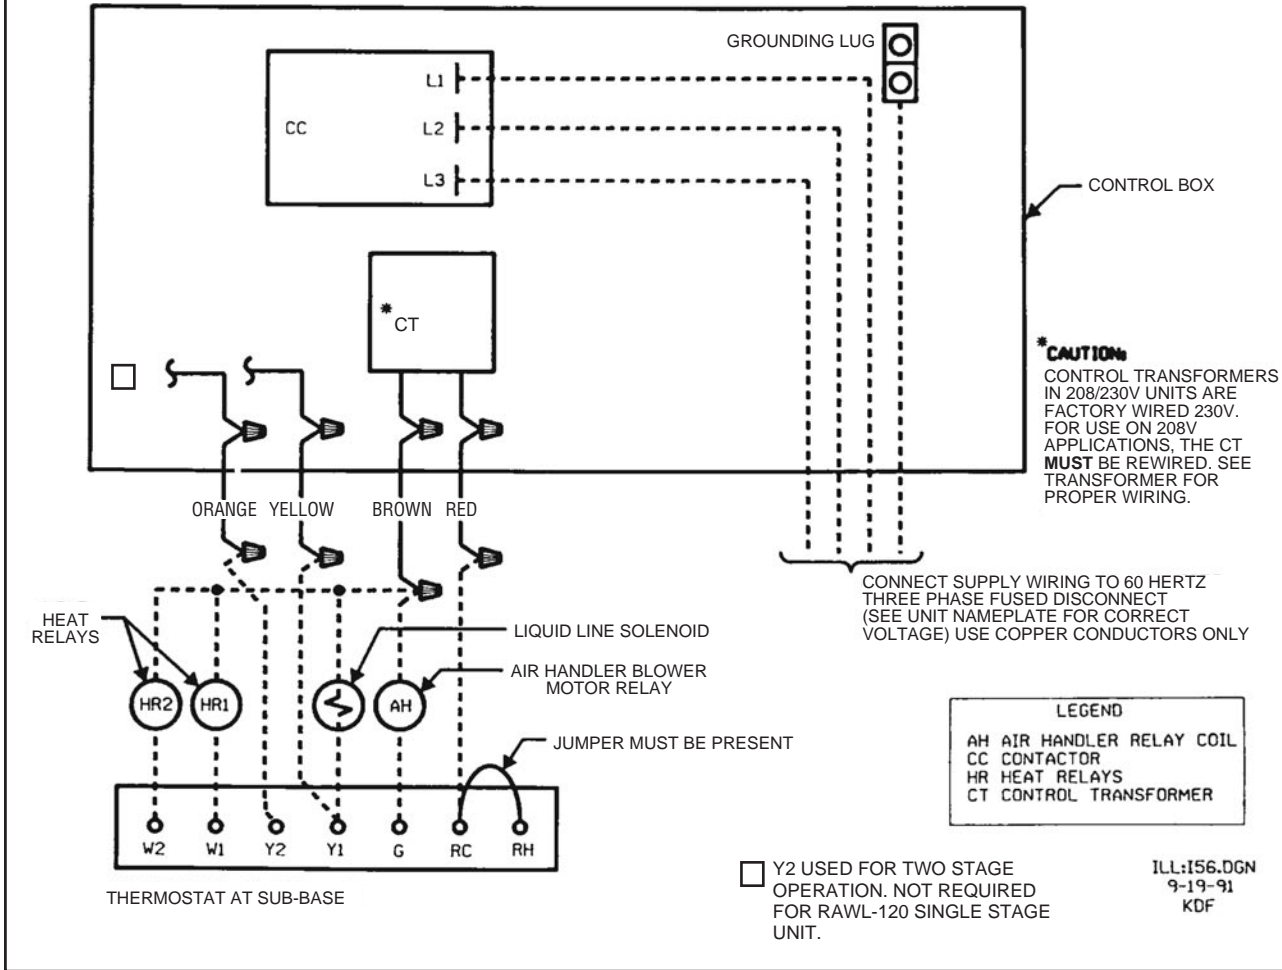 GROUNDING LUG
L1
CC
L2
L3
CONTROL BOX
* CT
*CAUTION:
CONTROL TRANSFORMERS
IN 208/230V UNITS ARE
FACTORY WIRED 230V.
FOR USE ON 208V
APPLICATIONS, THE CT
MUST BE REWIRED. SEE
TRANSFORMER FOR
PROPER WIRING.
ORANGE YELLOW BROWN RED
CONNECT SUPPLY WIRING TO 60 HERTZ
THREE PHASE FUSED DISCONNECT
(SEE UNIT NAMEPLATE FOR CORRECT
VOLTAGE) USE COPPER CONDUCTORS ONLY
HEAT
RELAYS
LIQUID LINE SOLENOID
AIR HANDLER BLOWER
MOTOR RELAY
HR2 HR1 AH
JUMPER MUST BE PRESENT
W2 W1 Y2 Y1 G RC RH
THERMOSTAT AT SUB-BASE
LEGEND
AH AIR HANDLER RELAY COIL
CC CONTACTOR
HR HEAT RELAYS
CT CONTROL TRANSFORMER
Y2 USED FOR TWO STAGE
OPERATION. NOT REQUIRED
FOR RAWL-120 SINGLE STAGE
UNIT.
ILL:I56.DGN
9-19-91
KDF